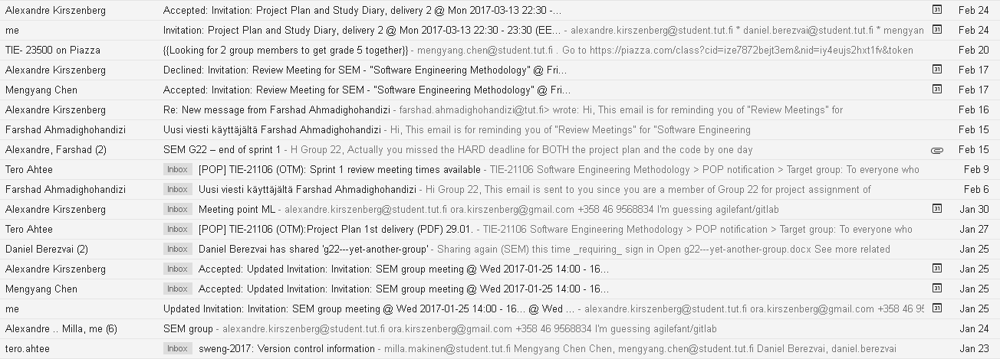 Alexandre Kirszenberg Accepted: Invitation: Project Plan and Study Diary, delivery 2 @ Mon 2017-03-13 22:30 -... 31 Feb 24
me Invitation: Project Plan and Study Diary, delivery 2 @ Mon 2017-03-13 22:30 - 23:30 (EE... - alexandre.kirszenberg@student.tut.fi * daniel.berezvai@student.tut.fi * mengyan 31 Feb 24
TIE- 23500 on Piazza {{Looking for 2 group members to get grade 5 together}} - mengyang.chen@student.tut.fi . Go to https://piazza.com/class?cid=ize7872bejt3em&nid=iy4eujs2hxt1fv&token Feb 20
Alexandre Kirszenberg Declined: Invitation: Review Meeting for SEM - "Software Engineering Methodology" @ Fri... 31 Feb 17
Mengyang Chen Accepted: Invitation: Review Meeting for SEM - "Software Engineering Methodology" @ Fri... 31 Feb 17
Alexandre Kirszenberg Re: New message from Farshad Ahmadighohandizi - farshad.ahmadighohandizi@tut.fi> wrote: Hi, This email is for reminding you of "Review Meetings" for Feb 16
Farshad Ahmadighohandizi Uusi viesti käyttäjältä Farshad Ahmadighohandizi - Hi, This email is for reminding you of "Review Meetings" for "Software Engineering Feb 15
Alexandre, Farshad (2) SEM G22 – end of sprint 1 - H Group 22, Actually you missed the HARD deadline for BOTH the project plan and the code by one day Feb 15
Tero Ahtee Inbox [POP] TIE-21106 (OTM): Sprint 1 review meeting times available - TIE-21106 Software Engineering Methodology > POP notification > Target group: To everyone who Feb 9
Farshad Ahmadighohandizi Inbox Uusi viesti käyttäjältä Farshad Ahmadighohandizi - Hi Group 22, This email is sent to you since you are a member of Group 22 for project assignment of Feb 6
Alexandre Kirszenberg Inbox Meeting point ML - alexandre.kirszenberg@student.tut.fi ora.kirszenberg@gmail.com +358 46 9568834 I'm guessing agilefant/gitlab 31 Jan 30
Tero Ahtee Inbox [POP] TIE-21106 (OTM):Project Plan 1st delivery (PDF) 29.01. - TIE-21106 Software Engineering Methodology > POP notification > Target group: To everyone who Jan 27
Daniel Berezvai (2) Inbox Daniel Berezvai has shared 'g22---yet-another-group' - Sharing again (SEM) this time _requiring_ sign in Open g22---yet-another-group.docx See more related Jan 25
Alexandre Kirszenberg Inbox Accepted: Updated Invitation: Invitation: SEM group meeting @ Wed 2017-01-25 14:00 - 16... 31 Jan 25
Mengyang Chen Inbox Accepted: Updated Invitation: Invitation: SEM group meeting @ Wed 2017-01-25 14:00 - 16... 31 Jan 25
me Updated Invitation: Invitation: SEM group meeting @ Wed 2017-01-25 14:00 - 16... @ Wed ... - alexandre.kirszenberg@student.tut.fi ora.kirszenberg@gmail.com +358 46 95 31 Jan 25
Alexandre .. Milla, me (6) SEM group - alexandre.kirszenberg@student.tut.fi ora.kirszenberg@gmail.com +358 46 9568834 I'm guessing agilefant/gitlab Jan 24
tero.ahtee Inbox sweng-2017: Version control information - milla.makinen@student.tut.fi Mengyang Chen Chen, mengyang.chen@student.tut.fi Daniel Berezvai, daniel.berezvai Jan 23